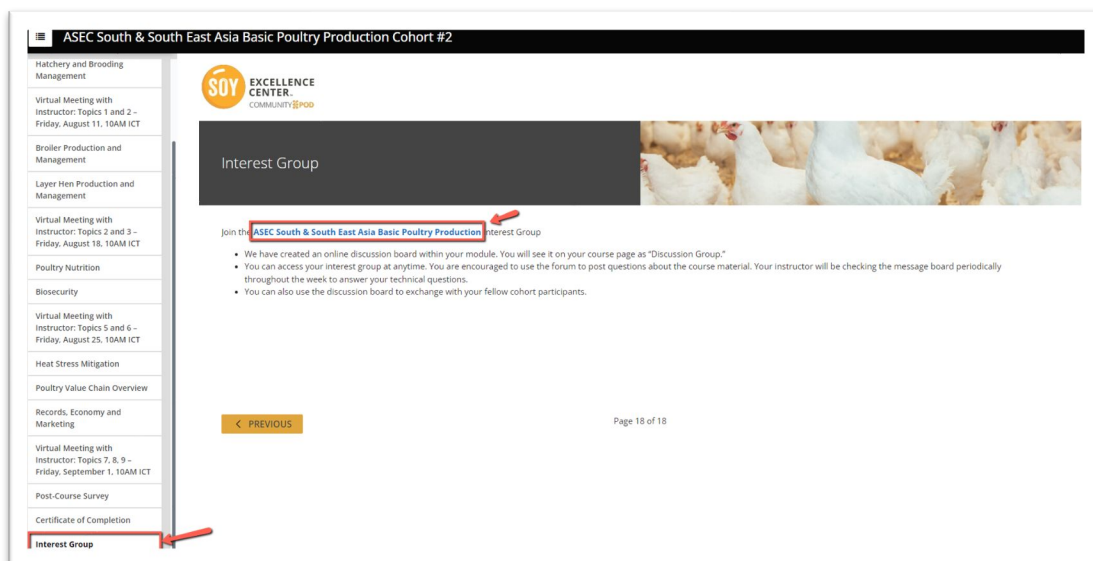 ASEC South & South East Asia Basic Poultry Production Cohort #2
Hatchery and Brooding
Management
Virtual Meeting with
Instructor: Topics 1 and 2 –
Friday, August 11, 10AM ICT
Broiler Production and
Management
Layer Hen Production and
Management
Virtual Meeting with
Instructor: Topics 2 and 3 –
Friday, August 18, 10AM ICT
Poultry Nutrition
Biosecurity
Virtual Meeting with
Instructor: Topics 5 and 6 –
Friday, August 25, 10AM ICT
Heat Stress Mitigation
Poultry Value Chain Overview
Records, Economy and
Marketing
Virtual Meeting with
Instructor: Topics 7, 8, 9 –
Friday, September 1, 10AM ICT
Post-Course Survey
Certificate of Completion
Interest Group
SOY EXCELLENCE
CENTER
COMMUNITY POD
Interest Group
Join the ASEC South & South East Asia Basic Poultry Production Interest Group
• We have created an online discussion board within your module. You will see it on your course page as "Discussion Group."
• You can access your interest group at anytime. You are encouraged to use the forum to post questions about the course material. Your instructor will be checking the message board periodically
throughout the week to answer your technical questions.
• You can also use the discussion board to exchange with your fellow cohort participants.
PREVIOUS
Page 18 of 18